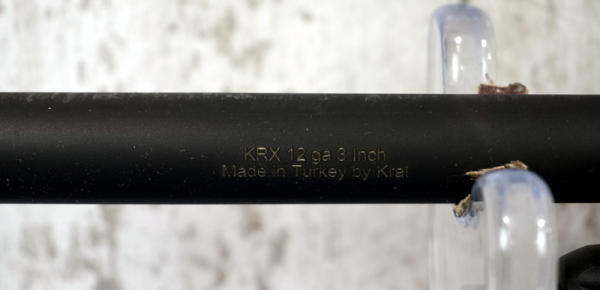 KRX 12 ga 3 Inch
Made in Turkey by Kral